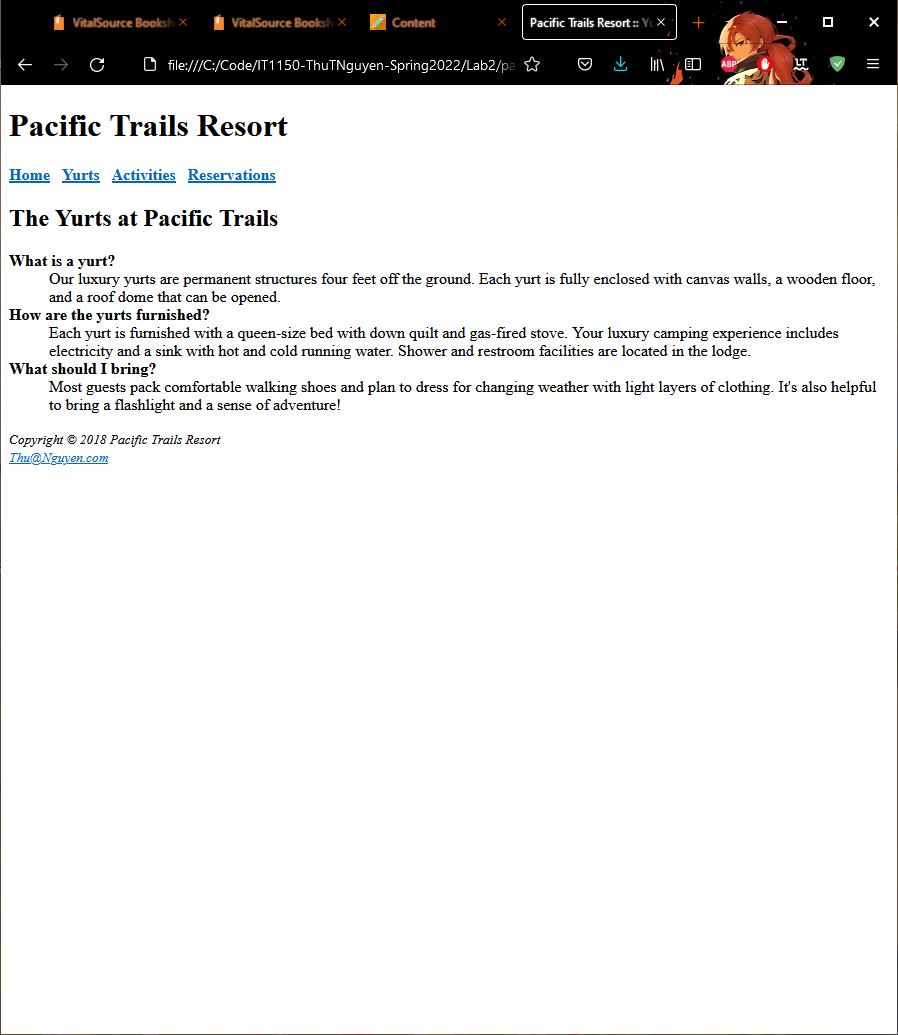 VitalSource Booksh
VitalSource Booksh
Content
Pacific Trails Resort :: Yu
file:///C:/Code/IT1150-ThuTNguyen-Spring2022/Lab2/pa
ABP
Pacific Trails Resort
Home Yurts Activities Reservations
The Yurts at Pacific Trails
What is a yurt?
Our luxury yurts are permanent structures four feet off the ground. Each yurt is fully enclosed with canvas walls, a wooden floor,
and a roof dome that can be opened.
How are the yurts furnished?
Each yurt is furnished with a queen-size bed with down quilt and gas-fired stove. Your luxury camping experience includes
electricity and a sink with hot and cold running water. Shower and restroom facilities are located in the lodge.
What should I bring?
Most guests pack comfortable walking shoes and plan to dress for changing weather with light layers of clothing. It's also helpful
to bring a flashlight and a sense of adventure!
Copyright © 2018 Pacific Trails Resort
Thu@Nguyen.com